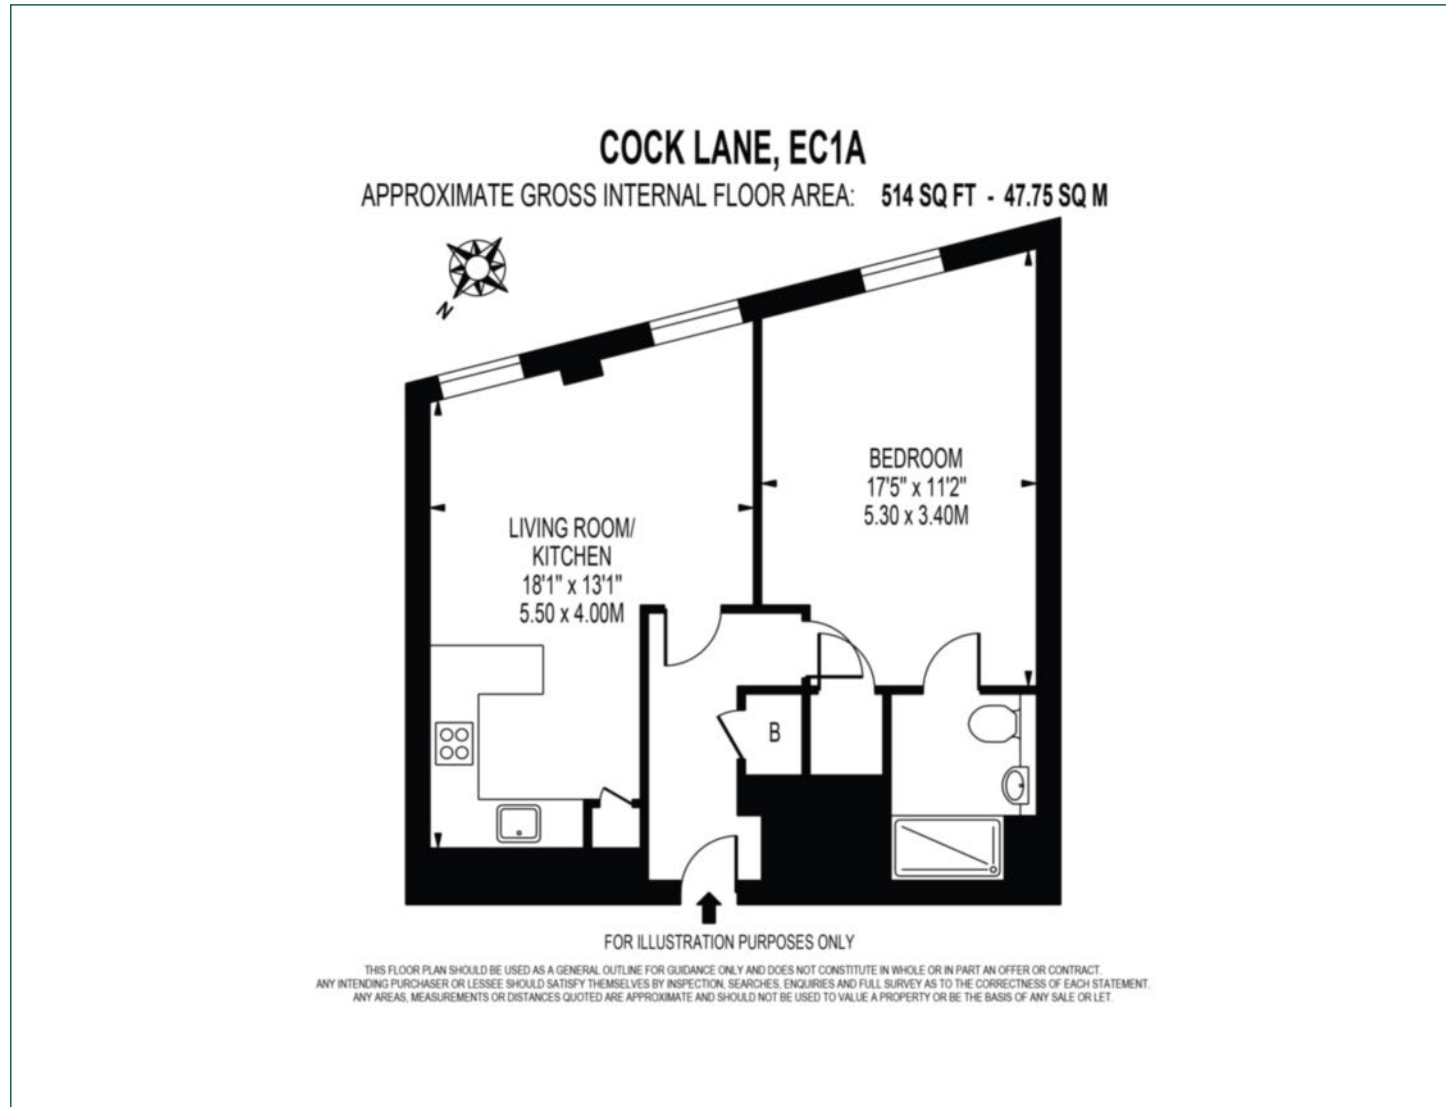 COCK LANE, EC1A
APPROXIMATE GROSS INTERNAL FLOOR AREA: 514 SQ FT - 47.75 SQ M
N
BEDROOM
17'5" x 11'2"
5.30 x 3.40M
LIVING ROOM/
KITCHEN
18'1" x 13'1"
5.50 x 4.00M
B
FOR ILLUSTRATION PURPOSES ONLY
THIS FLOOR PLAN SHOULD BE USED AS A GENERAL OUTLINE FOR GUIDANCE ONLY AND DOES NOT CONSTITUTE IN WHOLE OR IN PART AN OFFER OR CONTRACT.
ANY INTENDING PURCHASER OR LESSEE SHOULD SATISFY THEMSELVES BY INSPECTION, SEARCHES, ENQUIRIES AND FULL SURVEY AS TO THE CORRECTNESS OF EACH STATEMENT.
ANY AREAS, MEASUREMENTS OR DISTANCES QUOTED ARE APPROXIMATE AND SHOULD NOT BE USED TO VALUE A PROPERTY OR BE THE BASIS OF ANY SALE OR LET.